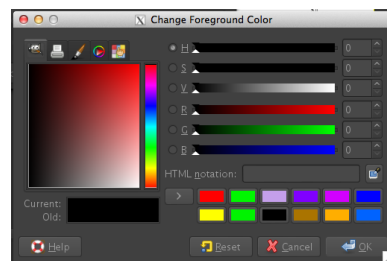 Change Foreground Color
H 0
S 0
V 0
R 0
G 0
B 0
HTML notation:
Current:
Old:
Help
Reset
Cancel
OK